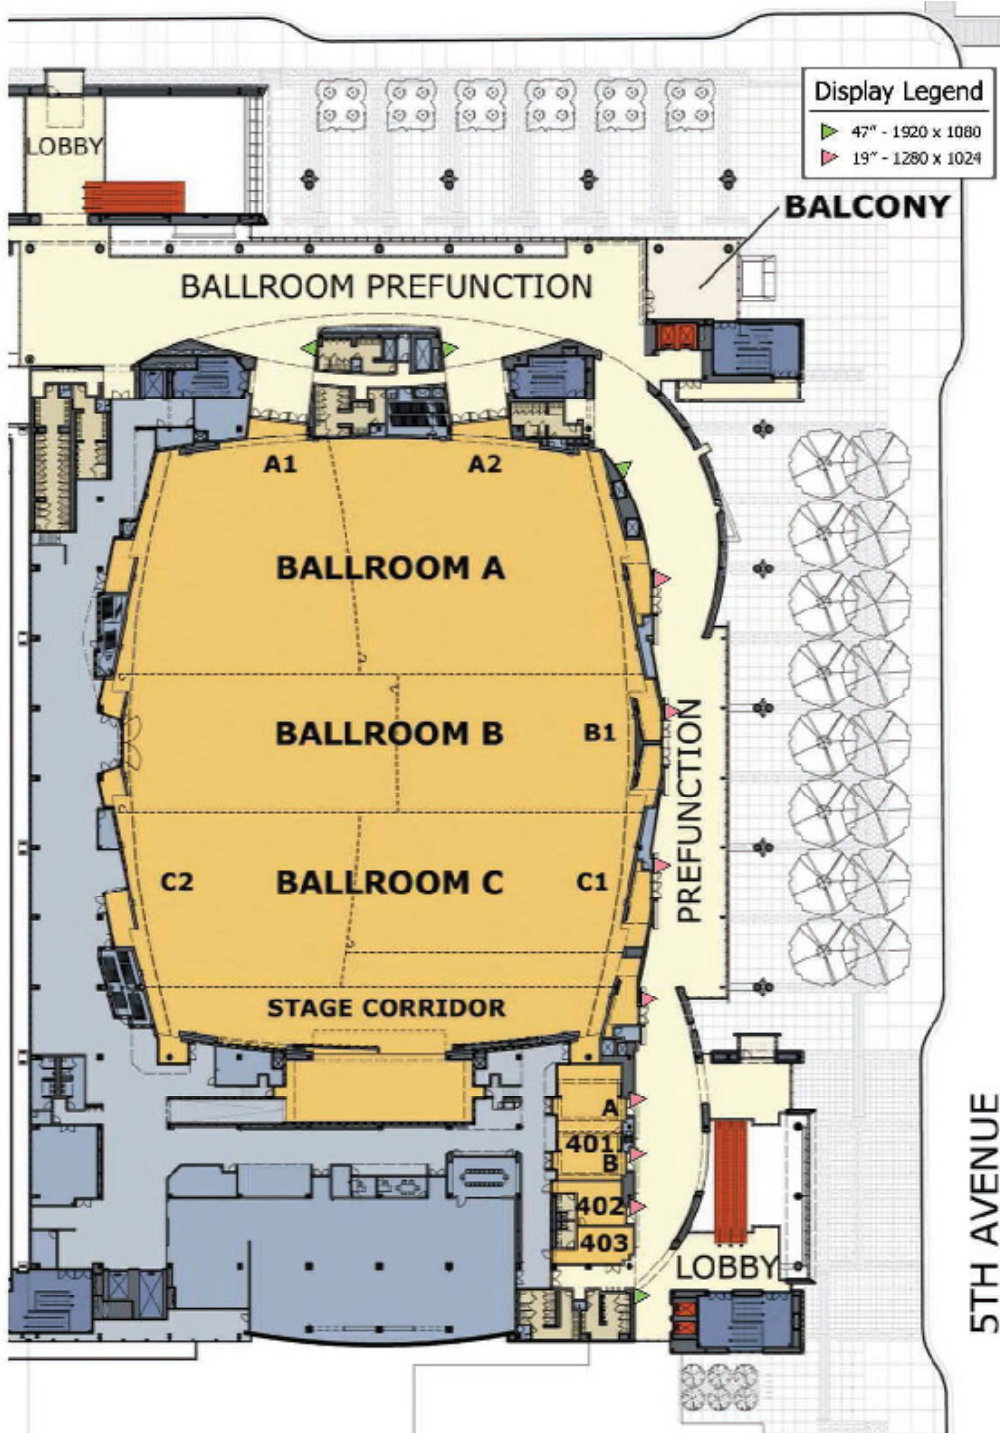 Display Legend
47" - 1920 x 1080
19" - 1280 x 1024
LOBBY
BALCONY
BALLROOM PREFUNCTION
A1
A2
BALLROOM A
BALLROOM B
B1
PREFUNCTION
C2
BALLROOM C
C1
STAGE CORRIDOR
A
401
B
402
403
LOBBY
5TH AVENUE